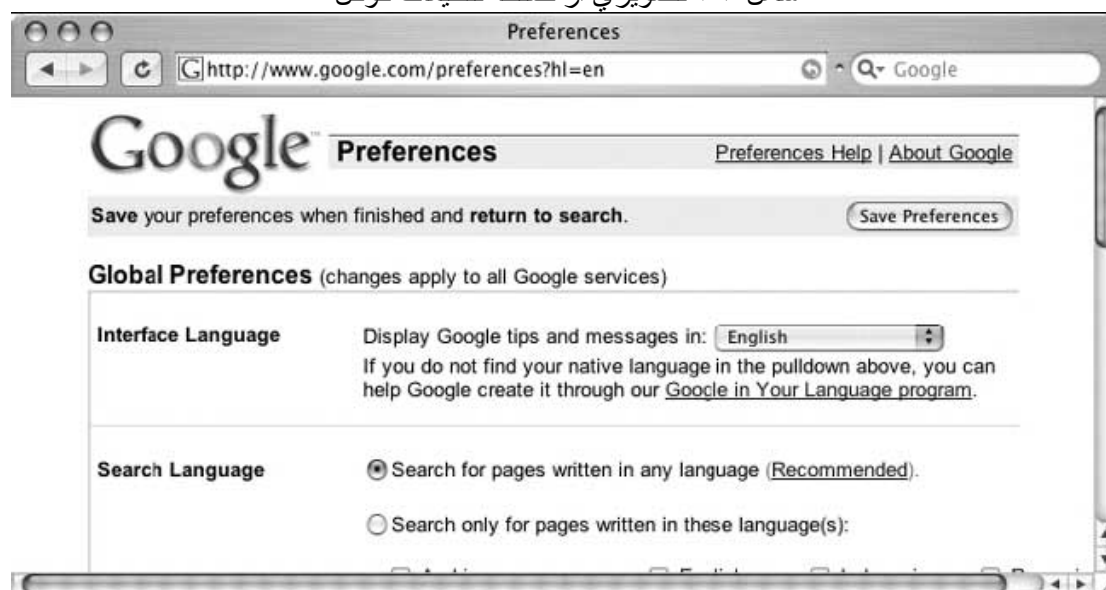 Preferences
http://www.google.com/preferences?hl=en
Google
Google™ Preferences Preferences Help | About Google
Save your preferences when finished and return to search. Save Preferences
Global Preferences (changes apply to all Google services)
Interface Language Display Google tips and messages in: English
If you do not find your native language in the pulldown above, you can
help Google create it through our Google in Your Language program.
Search Language Search for pages written in any language (Recommended).
Search only for pages written in these language(s):